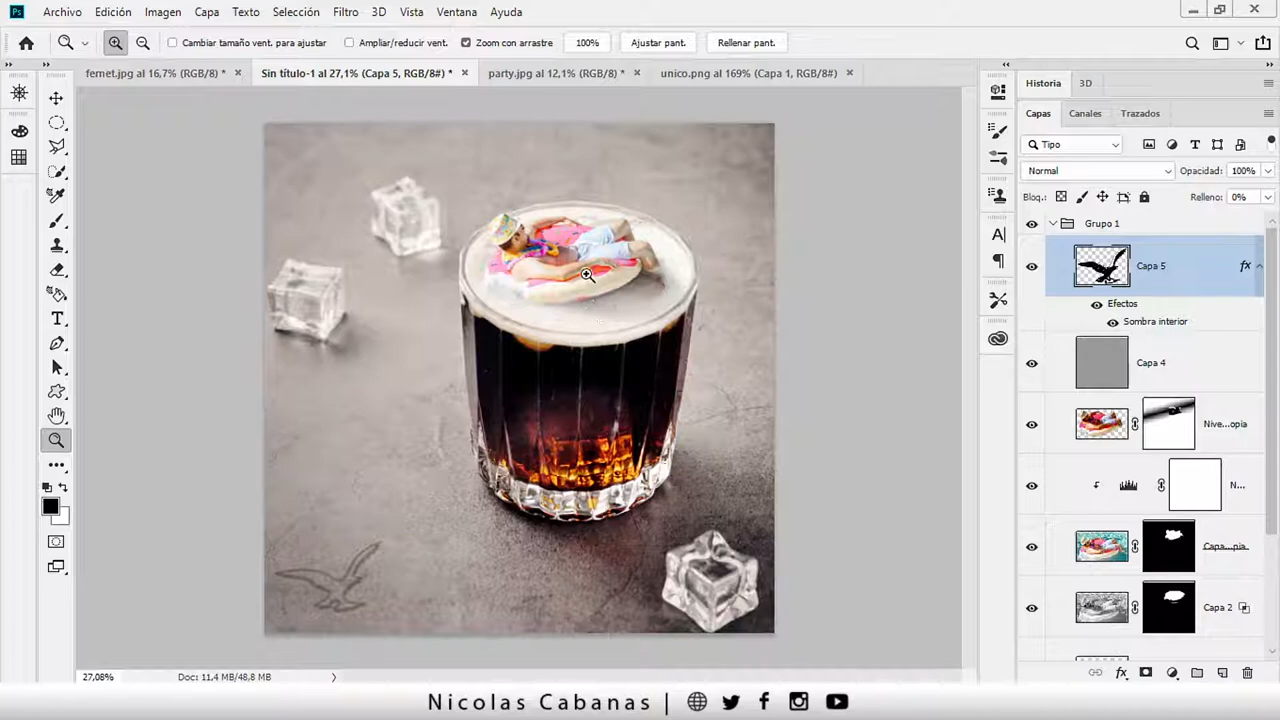 Archivo Edición Imagen Capa Texto Selección Filtro 3D Vista Ventana Ayuda
Cambiar tamaño vent. para ajustar Ampliar/reducir vent. Zoom con arrastre 100% Ajustar pant. Rellenar pant.
fernet.jpg al 16,7% (RGB/8) * Sin título-1 al 27,1% (Capa 5, RGB/8#) * party.jpg al 12,1% (RGB/8) * unico.png al 169% (Capa 1, RGB/8#)
Historia 3D
Capas Canales Trazados
Tipo
Normal Opacidad: 100%
Bloq.: Relleno: 0%
Grupo 1
Capa 5 fx
Efectos
Sombra interior
Capa 4
Nive...opia
N...
Capa...pia
Capa 2
27,08% Doc: 11,4 MB/48,8 MB
Nicolas Cabanas |